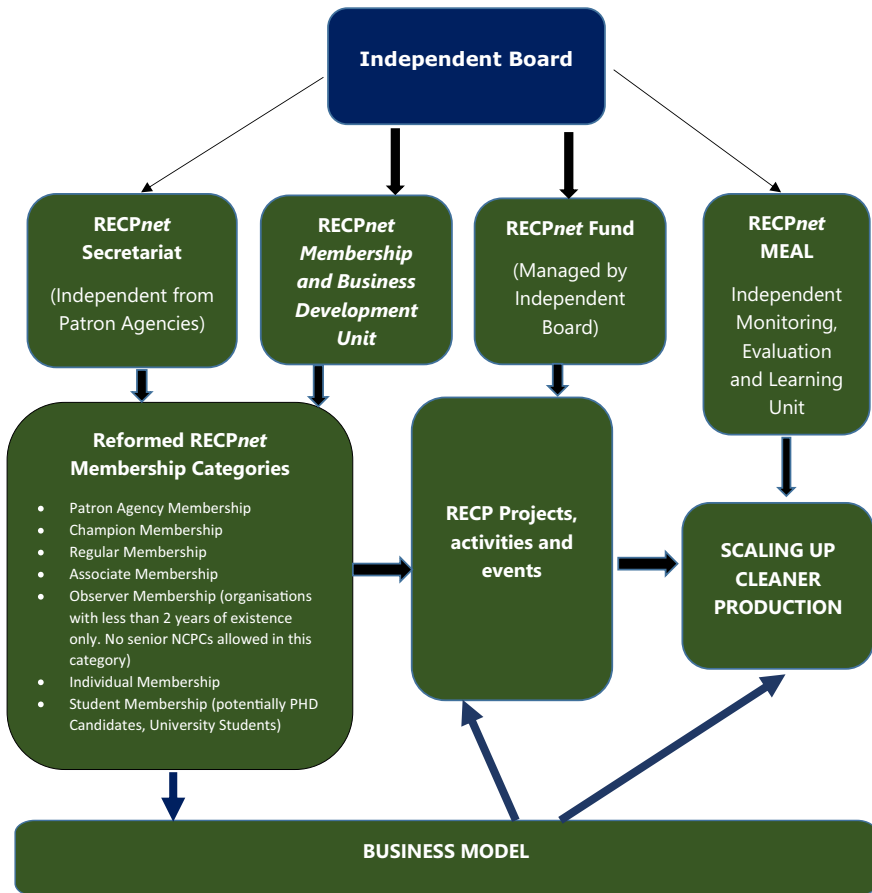 Independent Board
RECPnet
Secretariat
(Independent from
Patron Agencies)
RECPnet
Membership
and Business
Development
Unit
RECPnet Fund
(Managed by
Independent
Board)
RECPnet
MEAL
Independent
Monitoring,
Evaluation
and Learning
Unit
Reformed RECPnet
Membership Categories
• Patron Agency Membership
• Champion Membership
• Regular Membership
• Associate Membership
• Observer Membership (organisations
with less than 2 years of existence
only. No senior NCPCs allowed in this
category)
• Individual Membership
• Student Membership (potentially PHD
Candidates, University Students)
RECP Projects,
activities and
events
SCALING UP
CLEANER
PRODUCTION
BUSINESS MODEL